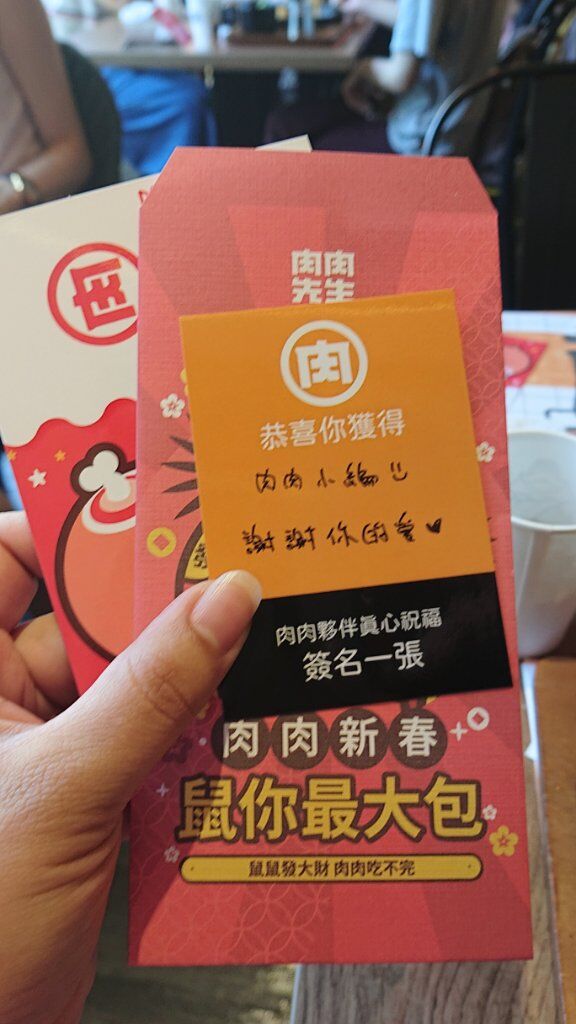 肉
肉肉
先生
肉
恭喜你獲得
肉肉小編
謝謝你的愛♥
肉肉夥伴真心祝福
簽名一張
肉肉新春
鼠你最大包
鼠鼠發大財 肉肉吃不完